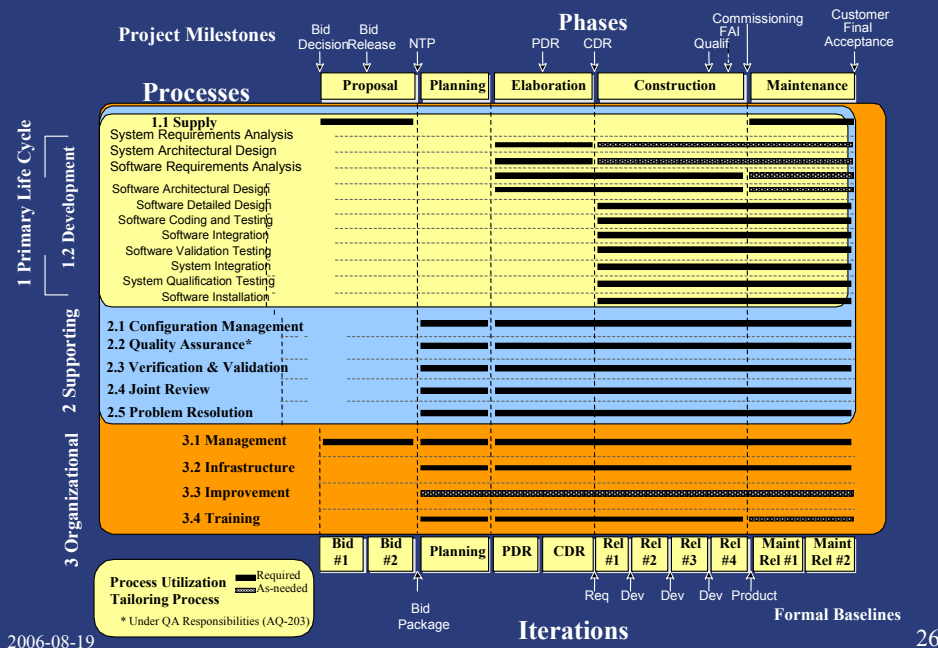 Phases
Project Milestones
Bid
Decision
Bid
Release
NTP
PDR
CDR
Qualif
FAI
Commissioning
Customer
Final
Acceptance
Processes
Proposal
Planning
Elaboration
Construction
Maintenance
1 Primary Life Cycle
1.2 Development
1.1 Supply
System Requirements Analysis
System Architectural Design
Software Requirements Analysis
Software Architectural Design
Software Detailed Design
Software Coding and Testing
Software Integration
Software Validation Testing
System Integration
System Qualification Testing
Software Installation
2 Supporting
2.1 Configuration Management
2.2 Quality Assurance*
2.3 Verification & Validation
2.4 Joint Review
2.5 Problem Resolution
3 Organizational
3.1 Management
3.2 Infrastructure
3.3 Improvement
3.4 Training
Bid
#1
Bid
#2
Planning
PDR
CDR
Rel
#1
Rel
#2
Rel
#3
Rel
#4
Maint
Rel #1
Maint
Rel #2
Process Utilization
Tailoring Process
Required
As-needed
* Under QA Responsibilities (AQ-203)
Bid
Package
Req
Dev
Dev
Dev
Product
Formal Baselines
Iterations
2006-08-19
26